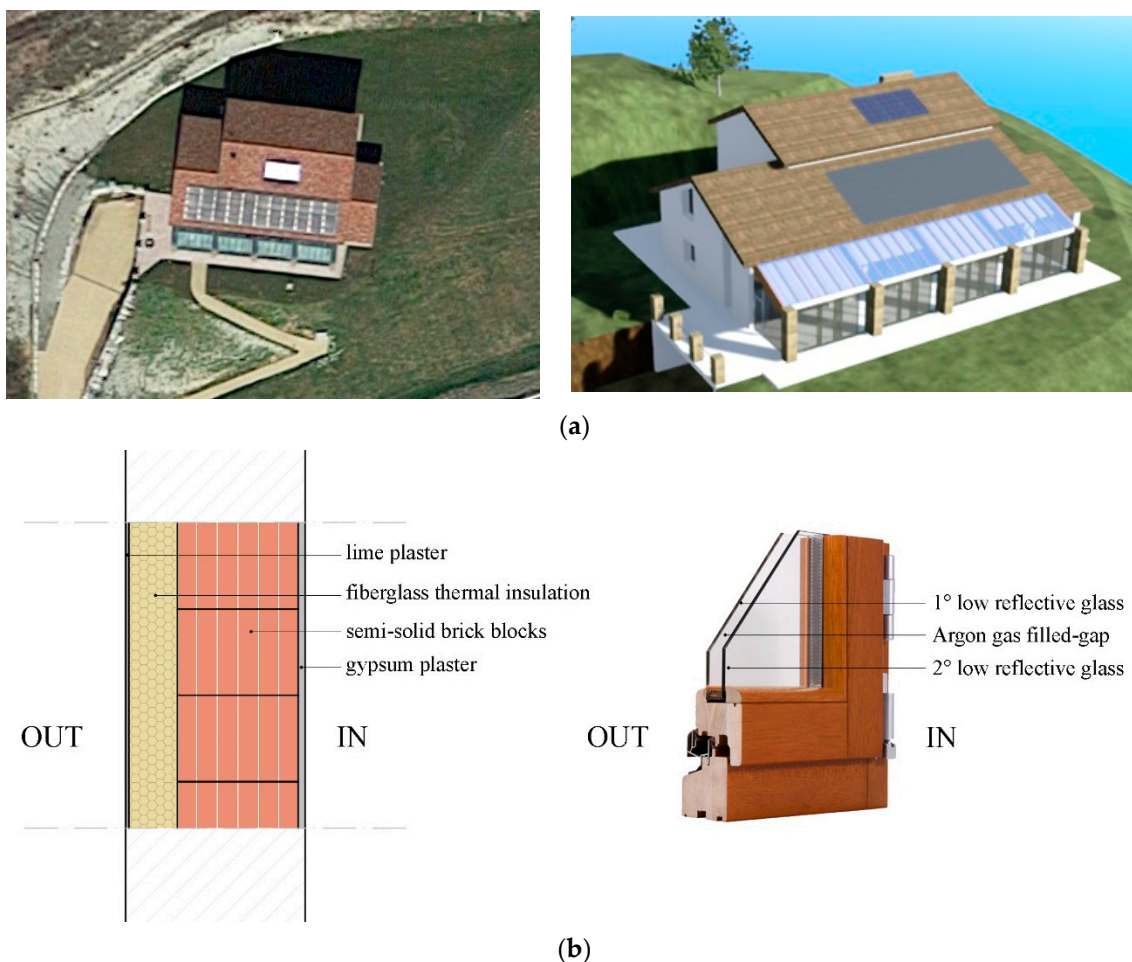 (a)
lime plaster
fiberglass thermal insulation
semi-solid brick blocks
gypsum plaster
OUT
IN
1° low reflective glass
Argon gas filled-gap
2° low reflective glass
OUT
IN
(b)